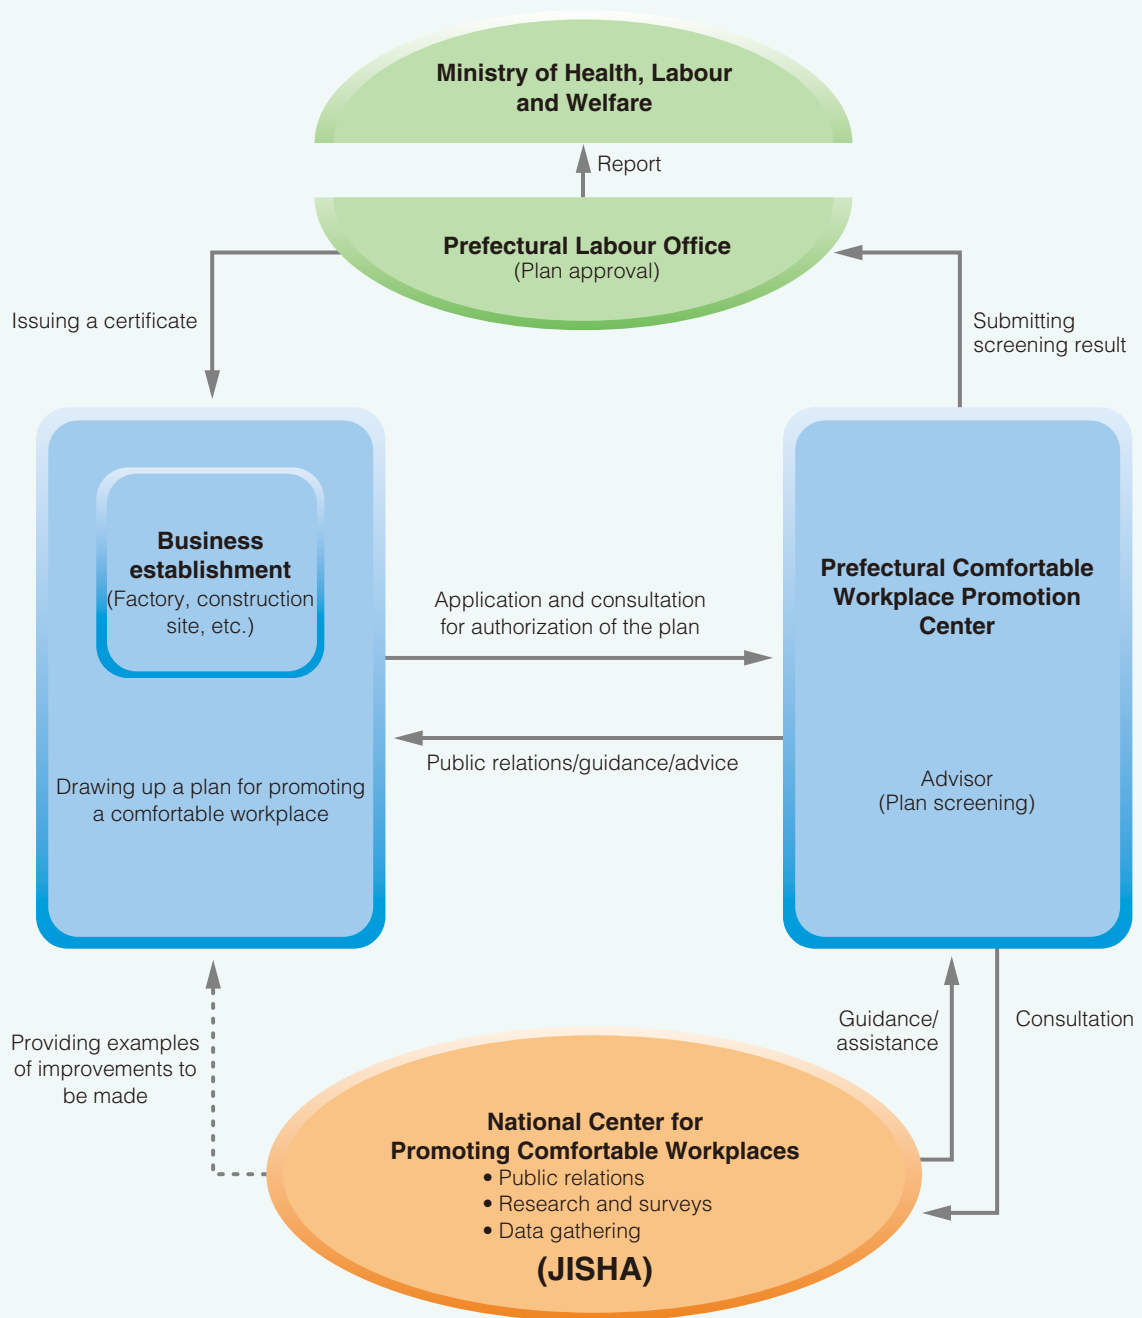 Ministry of Health, Labour
and Welfare
Report
Prefectural Labour Office
(Plan approval)
Issuing a certificate
Submitting
screening result
Business
establishment
(Factory, construction
site, etc.)
Drawing up a plan for promoting
a comfortable workplace
Application and consultation
for authorization of the plan
Public relations/guidance/advice
Prefectural Comfortable
Workplace Promotion
Center
Advisor
(Plan screening)
Providing examples
of improvements to
be made
Guidance/
assistance
Consultation
National Center for
Promoting Comfortable Workplaces
• Public relations
• Research and surveys
• Data gathering
(JISHA)